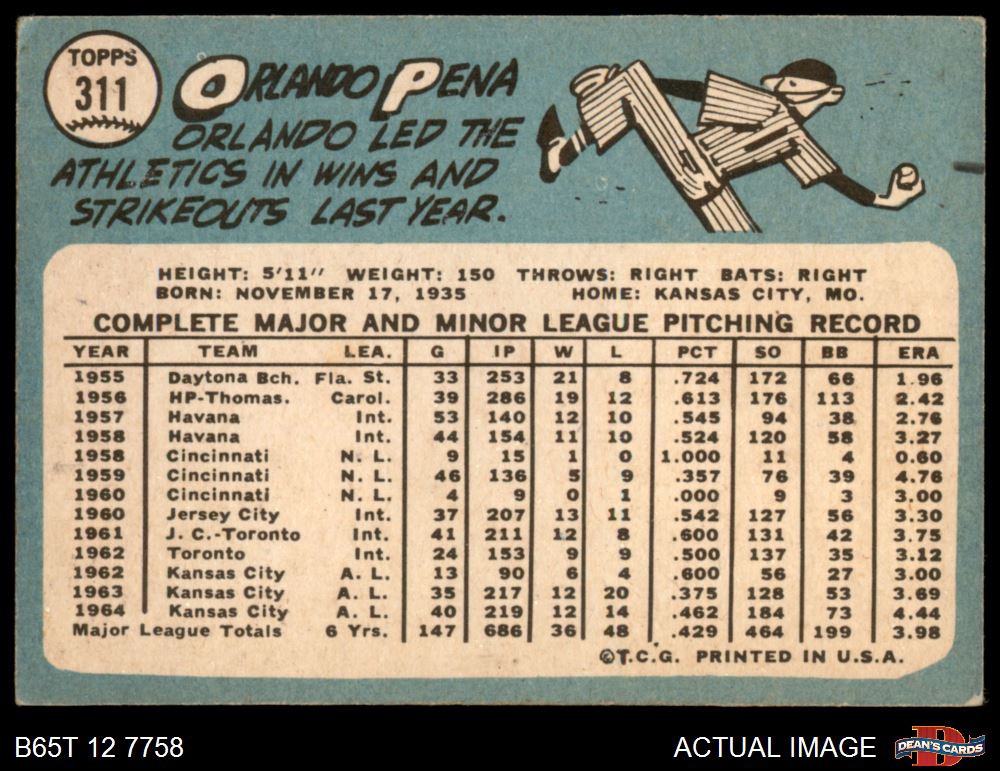 TOPPS
311
ORLANDO PENA
ORLANDO LED THE
ATHLETICS IN WINS AND
STRIKEOUTS LAST YEAR.
HEIGHT: 5'11" WEIGHT: 150 THROWS: RIGHT BATS: RIGHT
BORN: NOVEMBER 17, 1935 HOME: KANSAS CITY, MO.
COMPLETE MAJOR AND MINOR LEAGUE PITCHING RECORD
YEAR TEAM LEA. G IP W L PCT SO BB ERA
1955 Daytona Bch. Fla. St. 33 253 21 8 .724 172 66 1.96
1956 HP-Thomas. Carol. 39 286 19 12 .613 176 113 2.42
1957 Havana Int. 53 140 12 10 .545 94 38 2.76
1958 Havana Int. 44 154 11 10 .524 120 58 3.27
1958 Cincinnati N. L. 9 15 1 0 1.000 11 4 0.60
1959 Cincinnati N. L. 46 136 5 9 .357 76 39 4.76
1960 Cincinnati N. L. 4 9 0 1 .000 9 3 3.00
1960 Jersey City Int. 37 207 13 11 .542 127 56 3.30
1961 J. C.-Toronto Int. 41 211 12 8 .600 131 42 3.75
1962 Toronto Int. 24 153 9 9 .500 137 35 3.12
1962 Kansas City A. L. 13 90 6 4 .600 56 27 3.00
1963 Kansas City A. L. 35 217 12 20 .375 128 53 3.69
1964 Kansas City A. L. 40 219 12 14 .462 184 73 4.44
Major League Totals 6 Yrs. 147 686 36 48 .429 464 199 3.98
©T.C.G. PRINTED IN U.S.A.
B65T 12 7758 ACTUAL IMAGE
D
DEAN'S CARDS